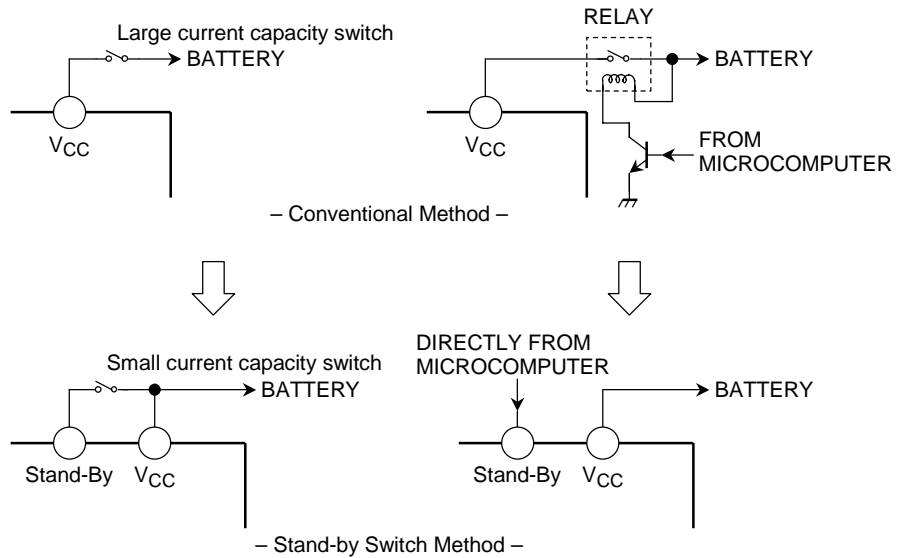 Large current capacity switch
BATTERY
VCC
RELAY
BATTERY
VCC
FROM
MICROCOMPUTER
– Conventional Method –
Small current capacity switch
BATTERY
Stand-By
VCC
DIRECTLY FROM
MICROCOMPUTER
BATTERY
Stand-By
VCC
– Stand-by Switch Method –